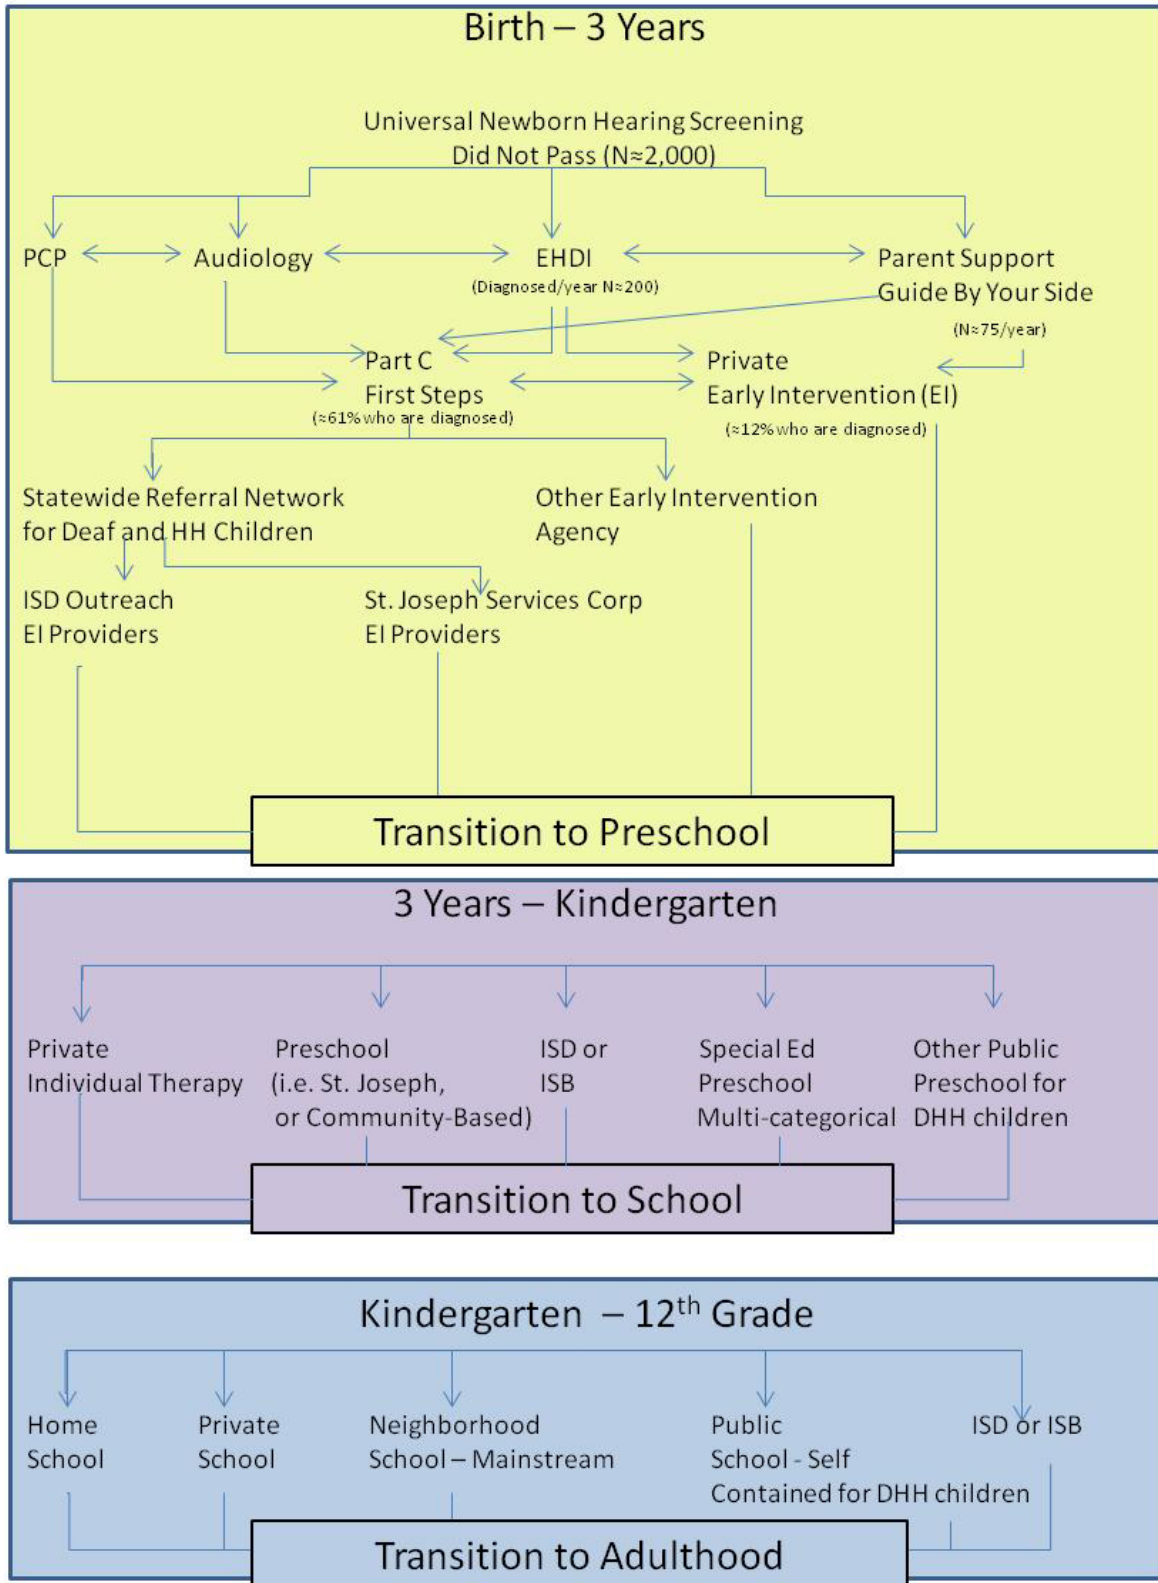 Birth – 3 Years
Universal Newborn Hearing Screening
Did Not Pass (N≈2,000)
PCP
Audiology
EHDI
(Diagnosed/year N≈200)
Parent Support
Guide By Your Side
(N≈75/year)
Part C
First Steps
(≈61% who are diagnosed)
Private
Early Intervention (EI)
(≈12% who are diagnosed)
Statewide Referral Network
for Deaf and HH Children
Other Early Intervention
Agency
ISD Outreach
EI Providers
St. Joseph Services Corp
EI Providers
Transition to Preschool
3 Years – Kindergarten
Private
Individual Therapy
Preschool
(i.e. St. Joseph,
or Community-Based)
ISD or
ISB
Special Ed
Preschool
Multi-categorical
Other Public
Preschool for
DHH children
Transition to School
Kindergarten – 12th Grade
Home
School
Private
School
Neighborhood
School – Mainstream
Public
School - Self
Contained for DHH children
ISD or ISB
Transition to Adulthood